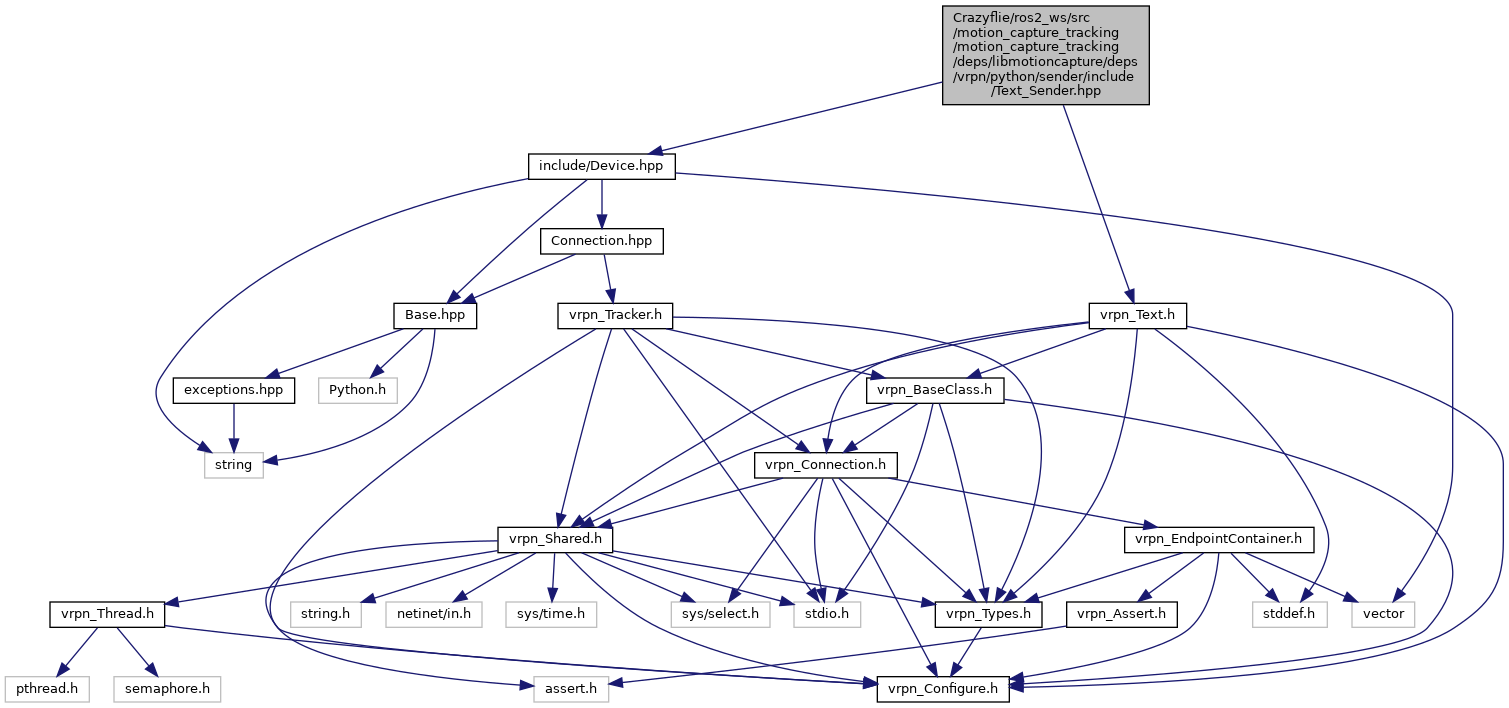 Crazyflie/ros2_ws/src
/motion_capture_tracking
/motion_capture_tracking
/deps/libmotioncapture/deps
/vrpn/python/sender/include
/Text_Sender.hpp
include/Device.hpp
Connection.hpp
Base.hpp
vrpn_Tracker.h
vrpn_Text.h
exceptions.hpp
Python.h
vrpn_BaseClass.h
string
vrpn_Connection.h
vrpn_Shared.h
vrpn_EndpointContainer.h
vrpn_Thread.h
string.h
netinet/in.h
sys/time.h
sys/select.h
stdio.h
vrpn_Types.h
vrpn_Assert.h
stddef.h
vector
pthread.h
semaphore.h
assert.h
vrpn_Configure.h